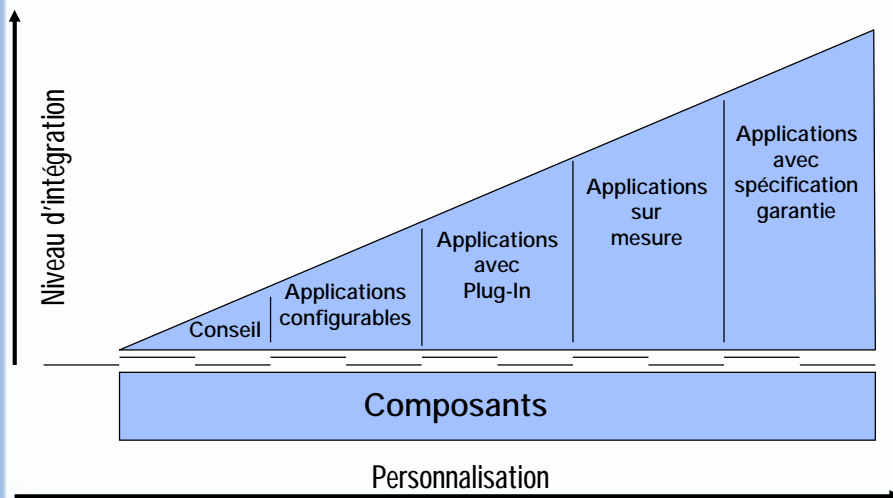 Niveau d'intégration
Conseil
Applications
configurables
Applications
avec
Plug-In
Applications
sur
mesure
Applications
avec
spécification
garantie
Composants
Personnalisation